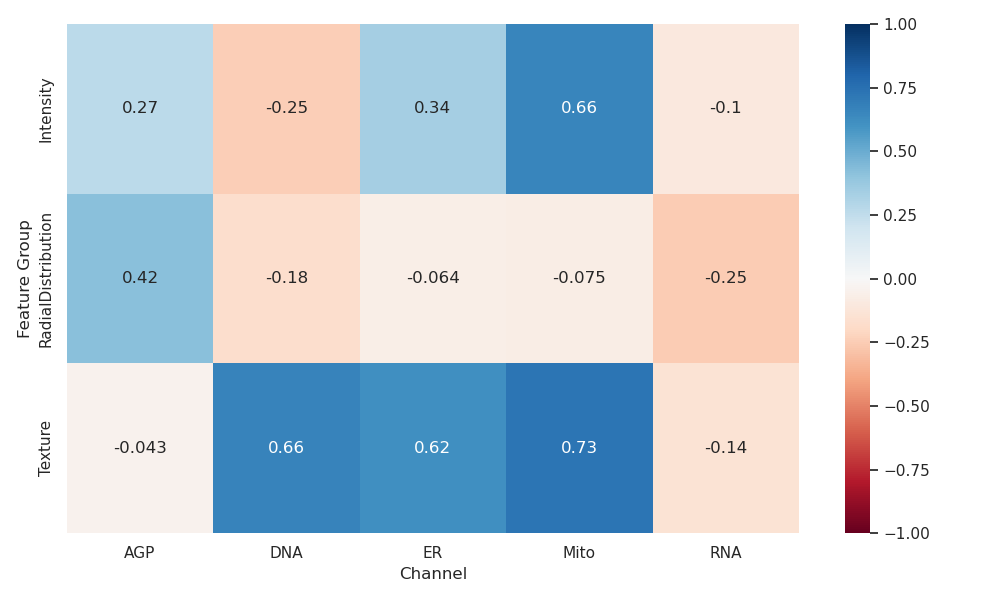 Feature Group
Intensity
RadialDistribution
Texture
0.27 -0.25 0.34 0.66 -0.1
0.42 -0.18 -0.064 -0.075 -0.25
-0.043 0.66 0.62 0.73 -0.14
AGP DNA ER Mito RNA
Channel
1.00
0.75
0.50
0.25
0.00
−0.25
−0.50
−0.75
−1.00